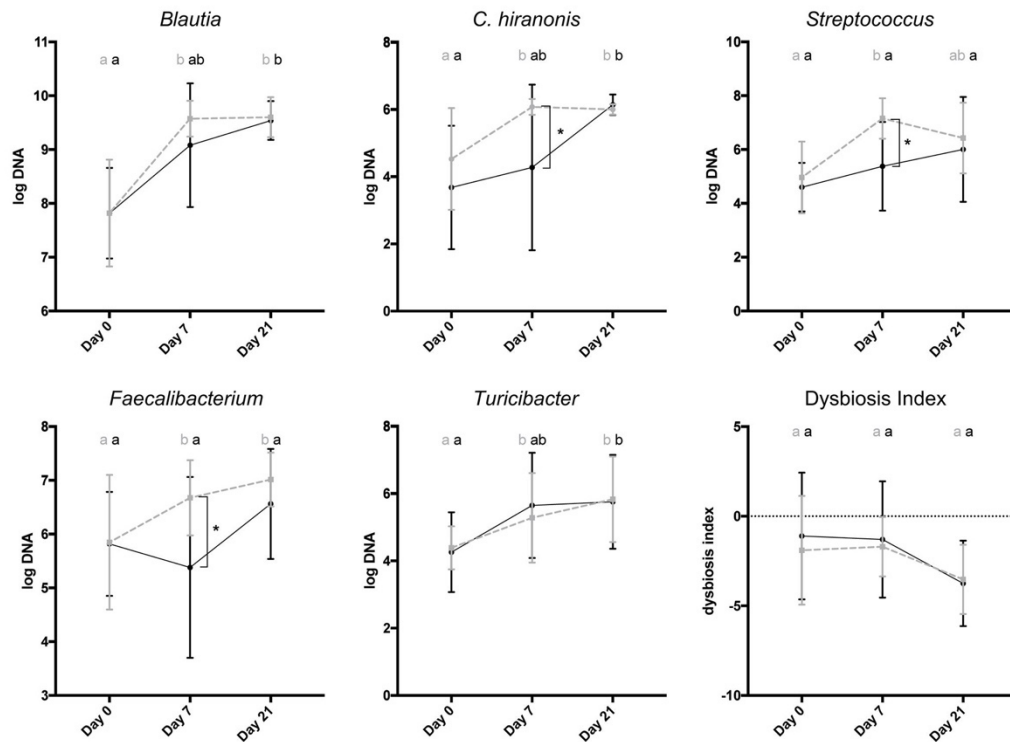 Blautia
11
10
9
8
7
6
log DNA
a a
b ab
b b
Day 0
Day 7
Day 21
C. hiranonis
8
6
4
2
0
log DNA
a a
b ab
b b
*
Day 0
Day 7
Day 21
Streptococcus
10
8
6
4
2
0
log DNA
a a
b a
ab a
*
Day 0
Day 7
Day 21
Faecalibacterium
8
7
6
5
4
3
log DNA
a a
b a
b a
*
Day 0
Day 7
Day 21
Turicibacter
8
6
4
2
0
log DNA
a a
b ab
b b
Day 0
Day 7
Day 21
Dysbiosis Index
5
0
-5
-10
dysbiosis index
a a
a a
a a
Day 0
Day 7
Day 21